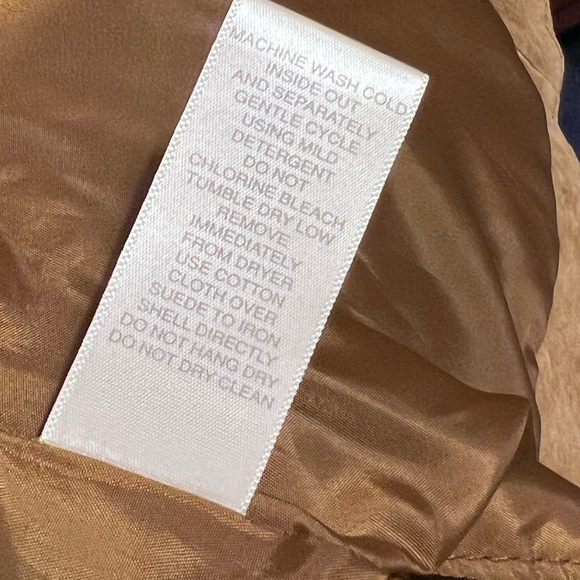 MACHINE WASH COLD
INSIDE OUT
AND SEPARATELY
GENTLE CYCLE
USING MILD
DETERGENT
DO NOT
CHLORINE BLEACH
TUMBLE DRY LOW
REMOVE
IMMEDIATELY
FROM DRYER
USE COTTON
CLOTH OVER
SUEDE TO IRON
SHELL DIRECTLY
DO NOT HANG DRY
DO NOT DRY CLEAN